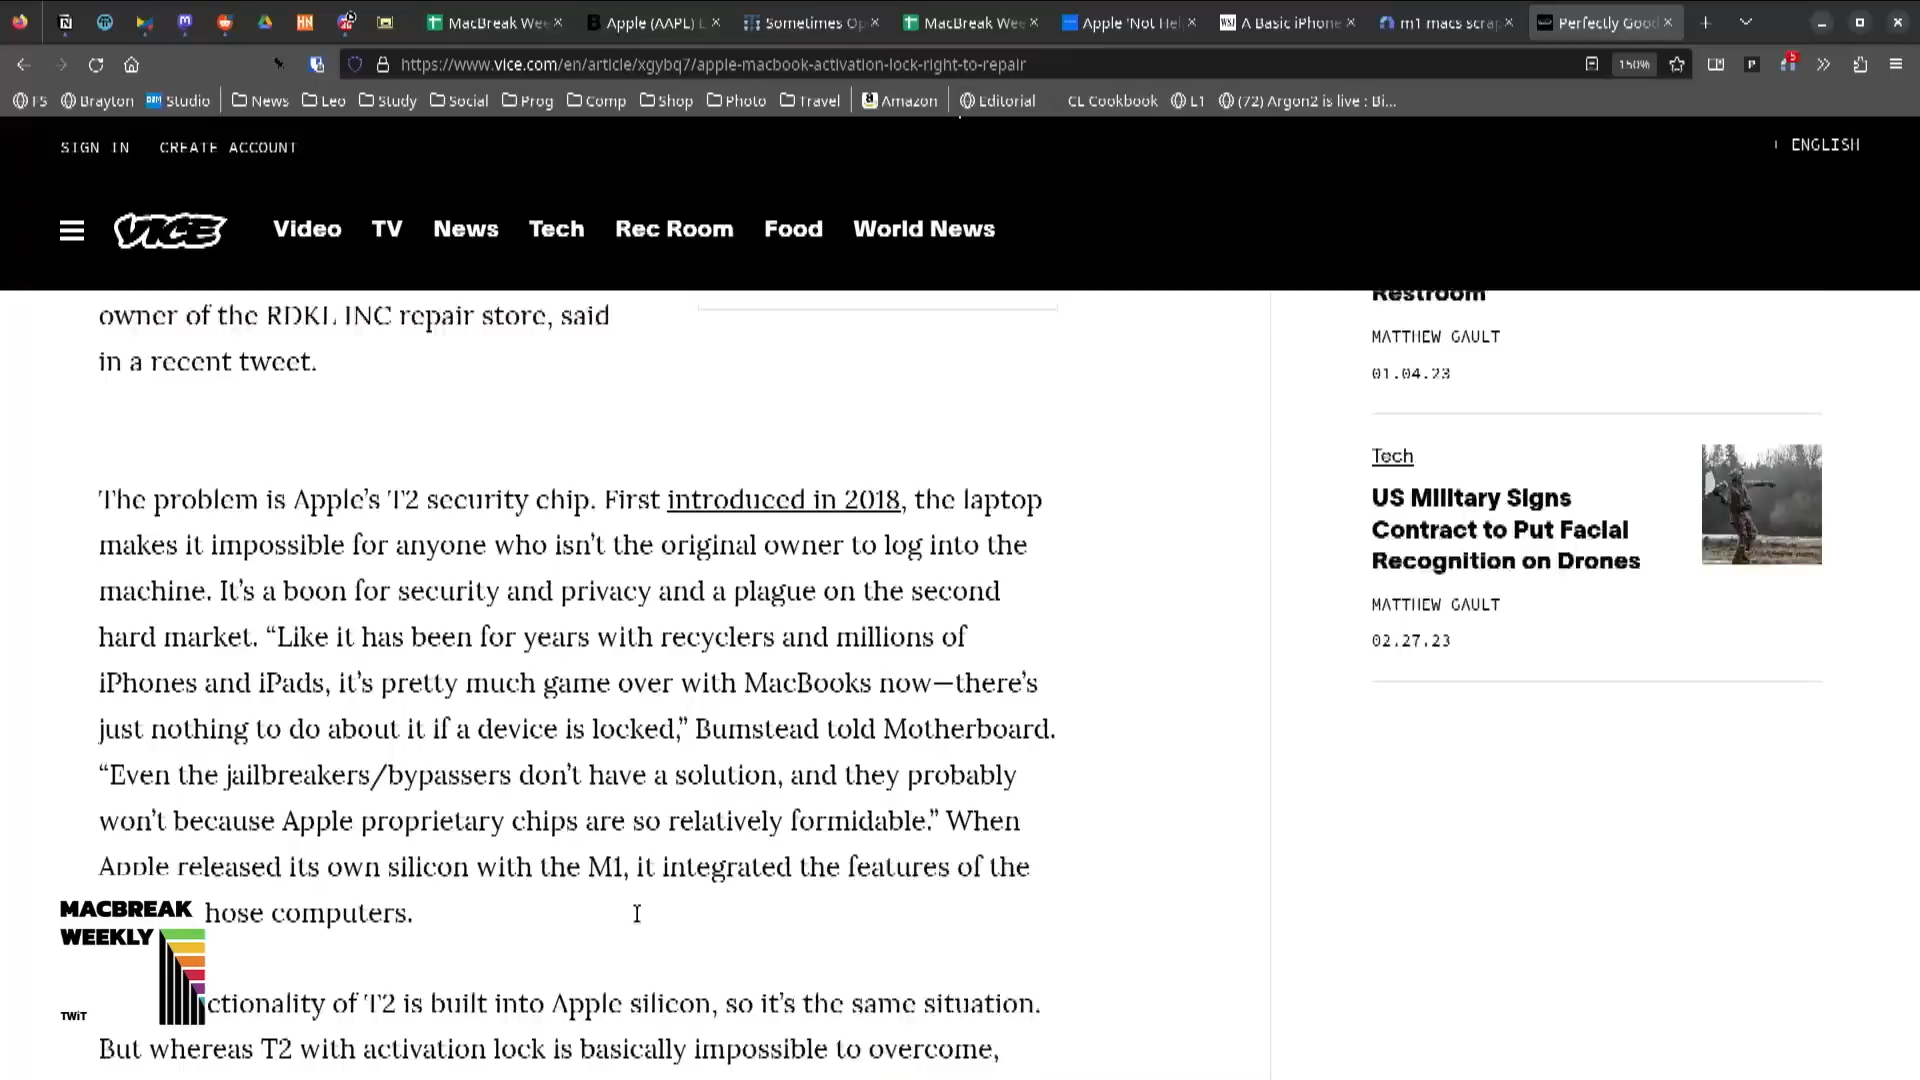 MacBreak Wee
Apple (AAPL) L
Sometimes Op
MacBreak Wee
Apple 'Not Hel
A Basic iPhone
m1 macs scrap
Perfectly Good
https://www.vice.com/en/article/xgybq7/apple-macbook-activation-lock-right-to-repair
150%
FS Brayton Studio News Leo Study Social Prog Comp Shop Photo Travel Amazon Editorial CL Cookbook L1 (72) Argon2 is live : Bi...
SIGN IN CREATE ACCOUNT
ENGLISH
VICE Video TV News Tech Rec Room Food World News
owner of the RDKL INC repair store, said
in a recent tweet.
The problem is Apple’s T2 security chip. First introduced in 2018, the laptop
makes it impossible for anyone who isn’t the original owner to log into the
machine. It’s a boon for security and privacy and a plague on the second
hard market. “Like it has been for years with recyclers and millions of
iPhones and iPads, it’s pretty much game over with MacBooks now—there’s
just nothing to do about it if a device is locked,” Bumstead told Motherboard.
“Even the jailbreakers/bypassers don’t have a solution, and they probably
won’t because Apple proprietary chips are so relatively formidable.” When
Apple released its own silicon with the M1, it integrated the features of the
hose computers.
ctionality of T2 is built into Apple silicon, so it’s the same situation.
But whereas T2 with activation lock is basically impossible to overcome,
MACBREAK
WEEKLY
TWiT
Restroom
MATTHEW GAULT
01.04.23
Tech
US Military Signs
Contract to Put Facial
Recognition on Drones
MATTHEW GAULT
02.27.23